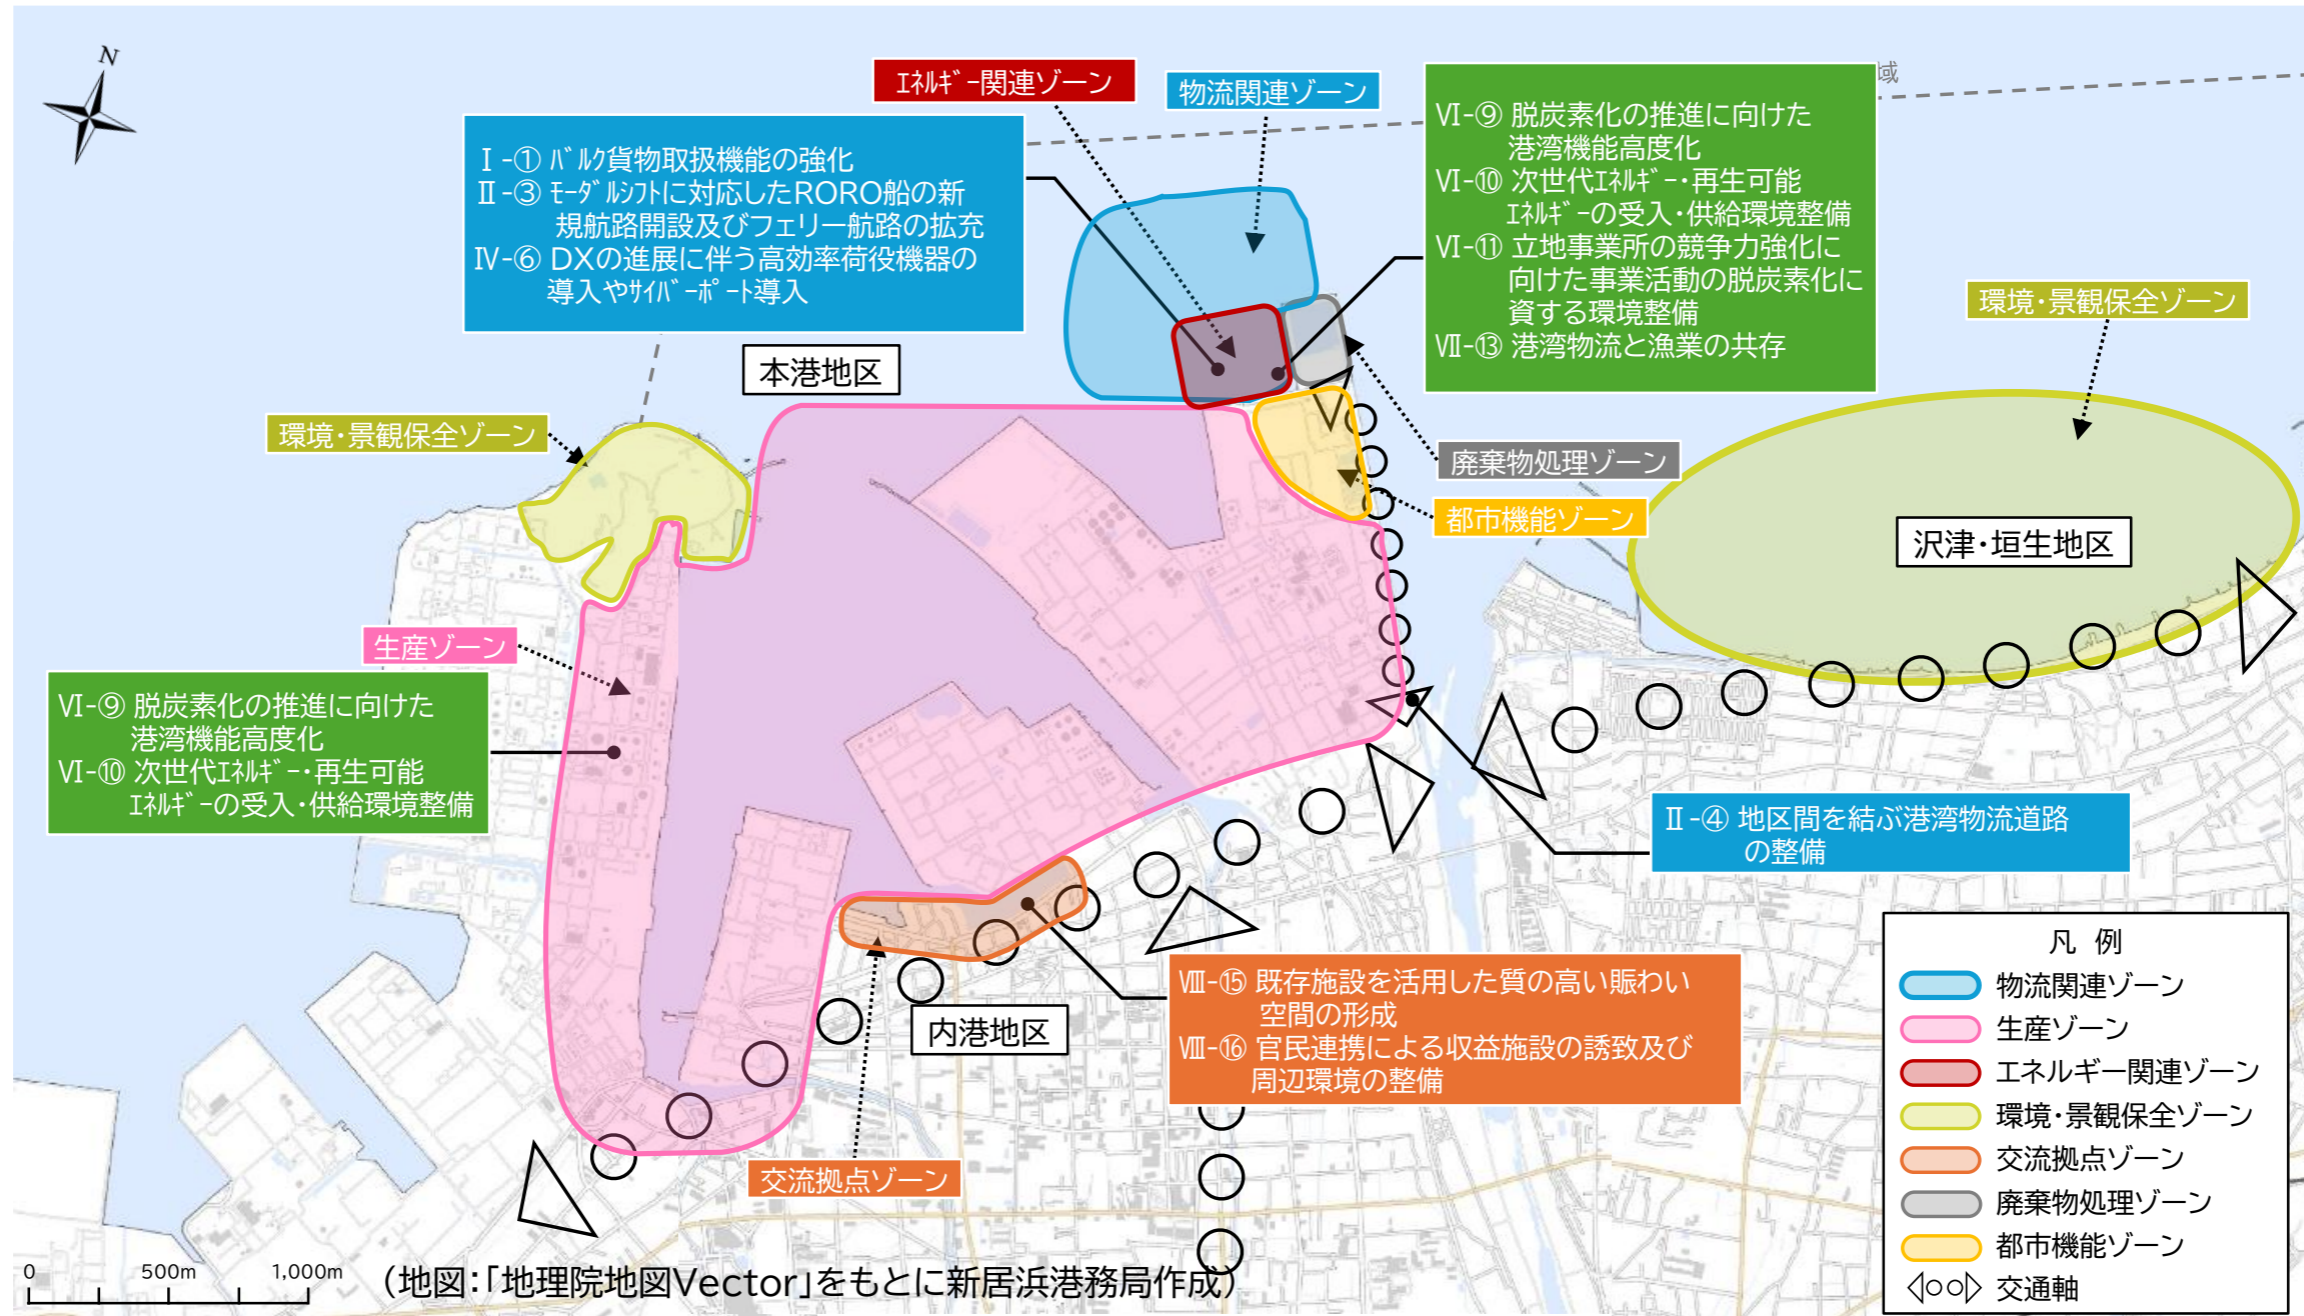 N
エネルギー関連ゾーン
物流関連ゾーン
域
Ⅰ-① バルク貨物取扱機能の強化
Ⅱ-③ モーダルシフトに対応したRORO船の新
規航路開設及びフェリー航路の拡充
Ⅳ-⑥ DXの進展に伴う高効率荷役機器の
導入やサイバーポート導入
Ⅵ-⑨ 脱炭素化の推進に向けた
港湾機能高度化
Ⅵ-⑩ 次世代エネルギー・再生可能
エネルギーの受入・供給環境整備
Ⅵ-⑪ 立地事業所の競争力強化に
向けた事業活動の脱炭素化に
資する環境整備
Ⅶ-⑬ 港湾物流と漁業の共存
環境・景観保全ゾーン
本港地区
環境・景観保全ゾーン
廃棄物処理ゾーン
都市機能ゾーン
沢津・垣生地区
生産ゾーン
Ⅵ-⑨ 脱炭素化の推進に向けた
港湾機能高度化
Ⅵ-⑩ 次世代エネルギー・再生可能
エネルギーの受入・供給環境整備
Ⅱ-④ 地区間を結ぶ港湾物流道路
の整備
Ⅷ-⑮ 既存施設を活用した質の高い賑わい
空間の形成
Ⅷ-⑯ 官民連携による収益施設の誘致及び
周辺環境の整備
内港地区
交流拠点ゾーン
凡 例
物流関連ゾーン
生産ゾーン
エネルギー関連ゾーン
環境・景観保全ゾーン
交流拠点ゾーン
廃棄物処理ゾーン
都市機能ゾーン
交通軸
0 500m 1,000m
(地図:「地理院地図Vector」をもとに新居浜港務局作成)